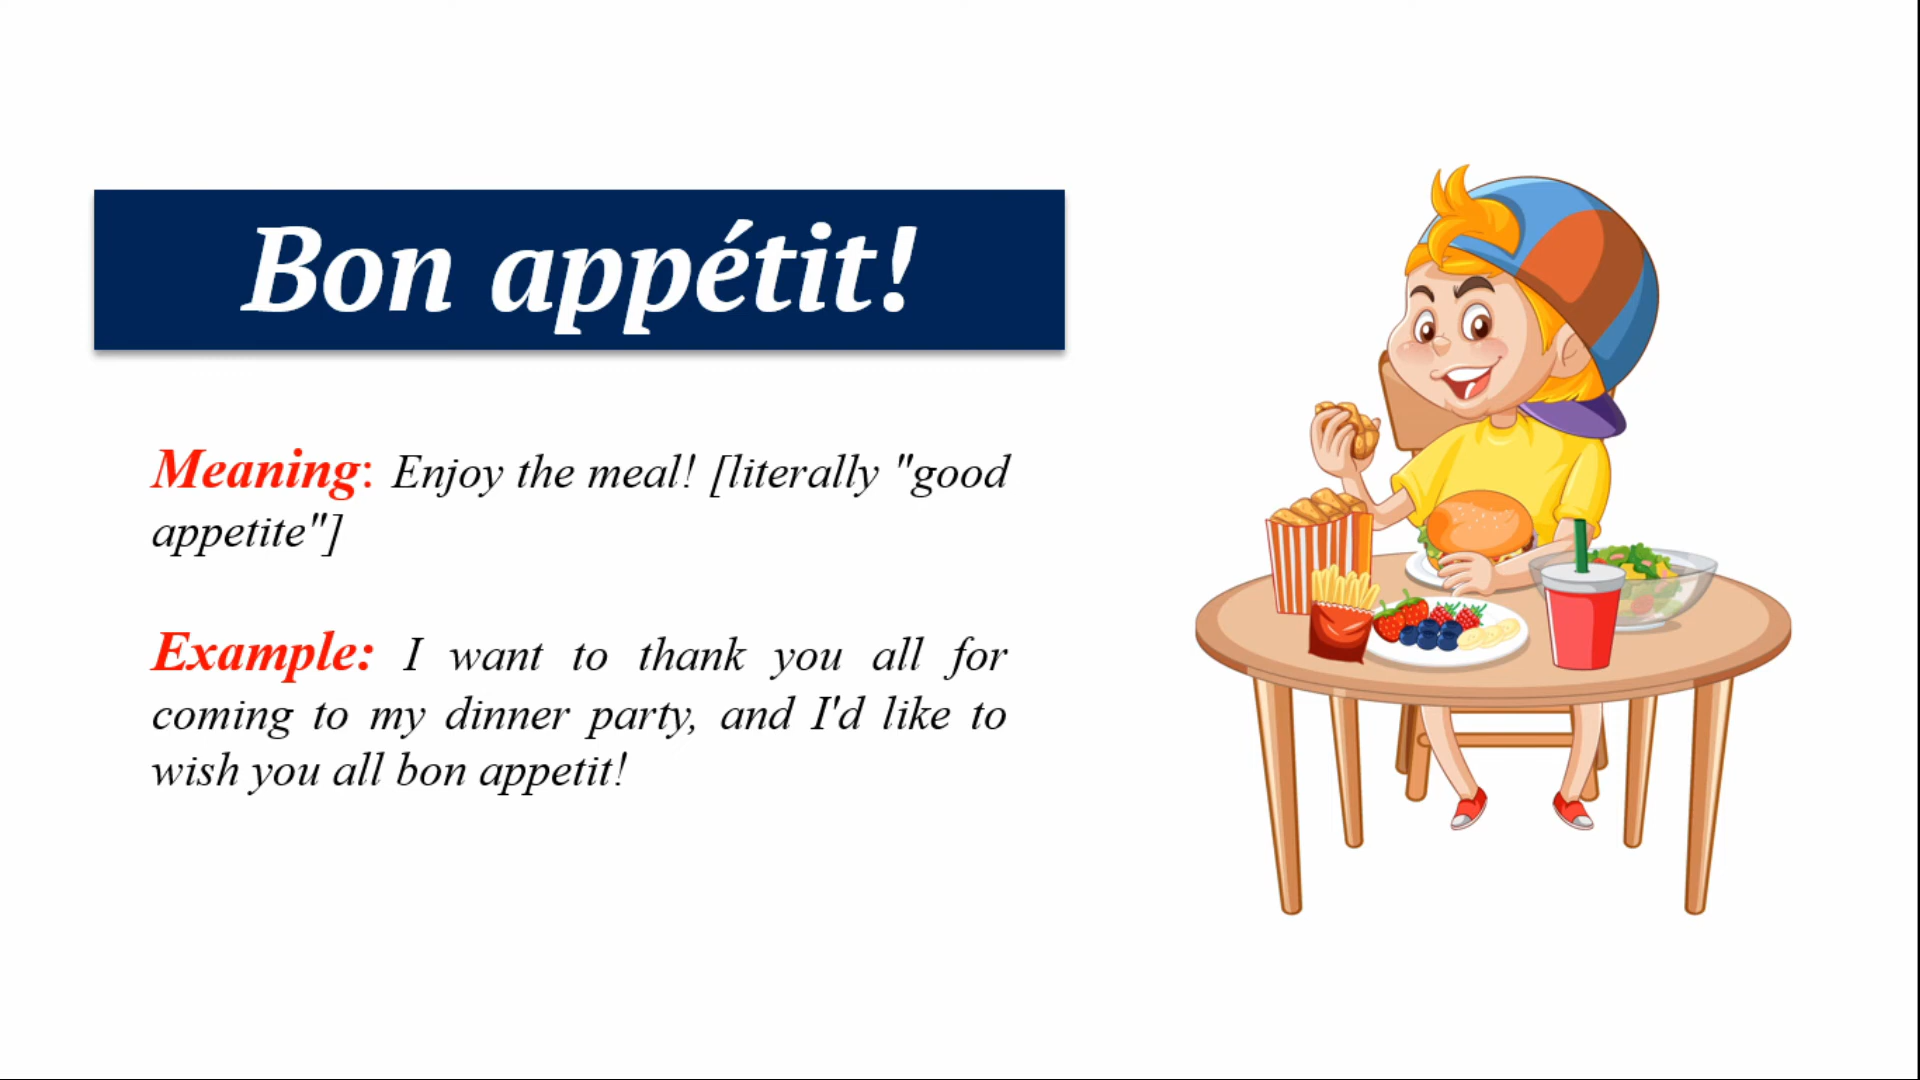 Bon appétit!
Meaning: Enjoy the meal! [literally "good
appetite"]
Example: I want to thank you all for
coming to my dinner party, and I'd like to
wish you all bon appetit!